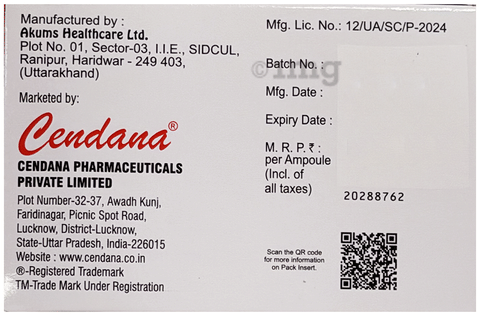 Manufactured by :
Akums Healthcare Ltd.
Plot No. 01, Sector-03, I.I.E., SIDCUL,
Ranipur, Haridwar - 249 403,
(Uttarakhand)
Marketed by:
Cendana®
CENDANA PHARMACEUTICALS
PRIVATE LIMITED
Plot Number-32-37, Awadh Kunj,
Faridinagar, Picnic Spot Road,
Lucknow, District-Lucknow,
State-Uttar Pradesh, India-226015
Website : www.cendana.co.in
®-Registered Trademark
TM-Trade Mark Under Registration
Mfg. Lic. No.: 12/UA/SC/P-2024
1mg
Batch No. :
Mfg. Date :
Expiry Date :
M. R. P. ₹ :
per Ampoule
(Incl. of
all taxes)
20288762
Scan the QR code
for more information
on Pack Insert.